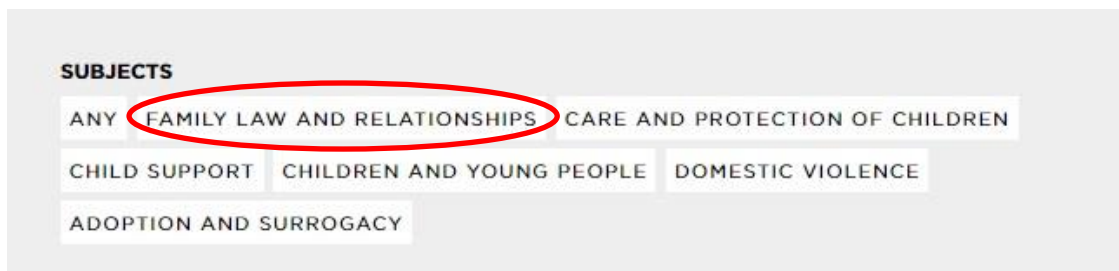 SUBJECTS
ANY FAMILY LAW AND RELATIONSHIPS CARE AND PROTECTION OF CHILDREN
CHILD SUPPORT CHILDREN AND YOUNG PEOPLE DOMESTIC VIOLENCE
ADOPTION AND SURROGACY